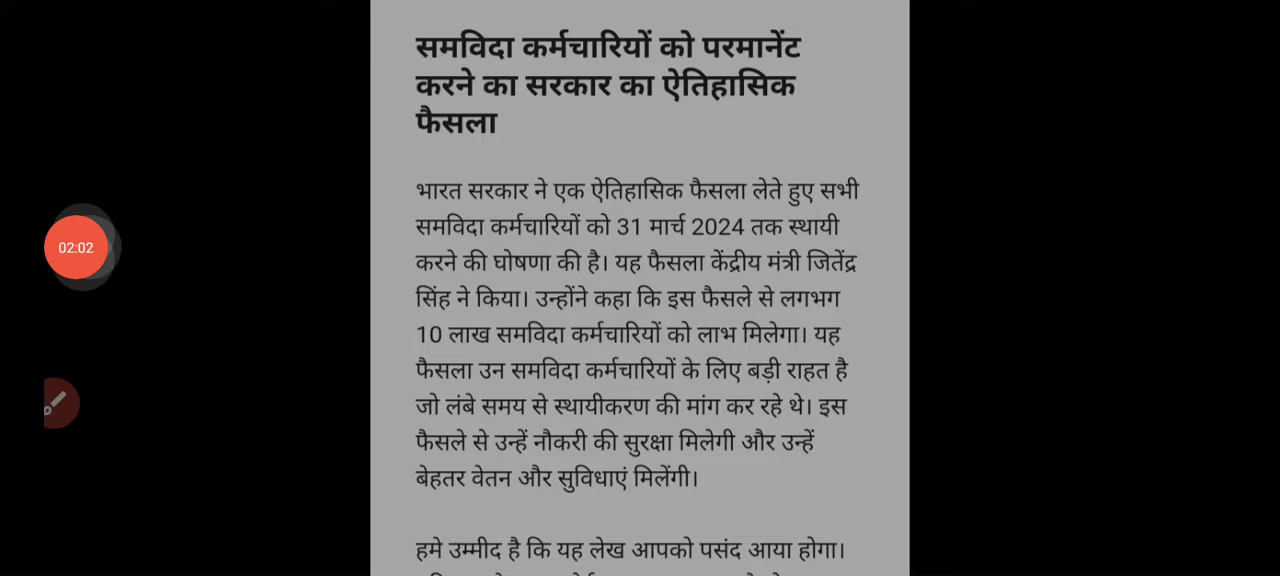 समविदा कर्मचारियों को परमानेंट
करने का सरकार का ऐतिहासिक
फैसला
भारत सरकार ने एक ऐतिहासिक फैसला लेते हुए सभी
समविदा कर्मचारियों को 31 मार्च 2024 तक स्थायी
करने की घोषणा की है। यह फैसला केंद्रीय मंत्री जितेंद्र
सिंह ने किया। उन्होंने कहा कि इस फैसले से लगभग
10 लाख समविदा कर्मचारियों को लाभ मिलेगा। यह
फैसला उन समविदा कर्मचारियों के लिए बड़ी राहत है
जो लंबे समय से स्थायीकरण की मांग कर रहे थे। इस
फैसले से उन्हें नौकरी की सुरक्षा मिलेगी और उन्हें
बेहतर वेतन और सुविधाएं मिलेंगी।
हमे उम्मीद है कि यह लेख आपको पसंद आया होगा।
02:02